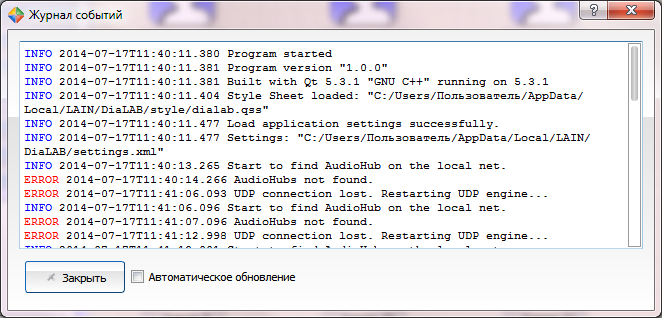 Журнал событий
INFO 2014-07-17T11:40:11.380 Program started
INFO 2014-07-17T11:40:11.381 Program version "1.0.0"
INFO 2014-07-17T11:40:11.381 Built with Qt 5.3.1 "GNU C++" running on 5.3.1
INFO 2014-07-17T11:40:11.404 Style Sheet loaded: "C:/Users/Пользователь/AppData/
Local/LAIN/DiaLAB/style/dialab.qss"
INFO 2014-07-17T11:40:11.477 Load application settings successfully.
INFO 2014-07-17T11:40:11.477 Settings: "C:/Users/Пользователь/AppData/Local/LAIN/
DiaLAB/settings.xml"
INFO 2014-07-17T11:40:13.265 Start to find AudioHub on the local net.
ERROR 2014-07-17T11:40:14.266 AudioHubs not found.
ERROR 2014-07-17T11:41:06.093 UDP connection lost. Restarting UDP engine...
INFO 2014-07-17T11:41:06.096 Start to find AudioHub on the local net.
ERROR 2014-07-17T11:41:07.096 AudioHubs not found.
ERROR 2014-07-17T11:41:12.998 UDP connection lost. Restarting UDP engine...
Закрыть
Автоматическое обновление